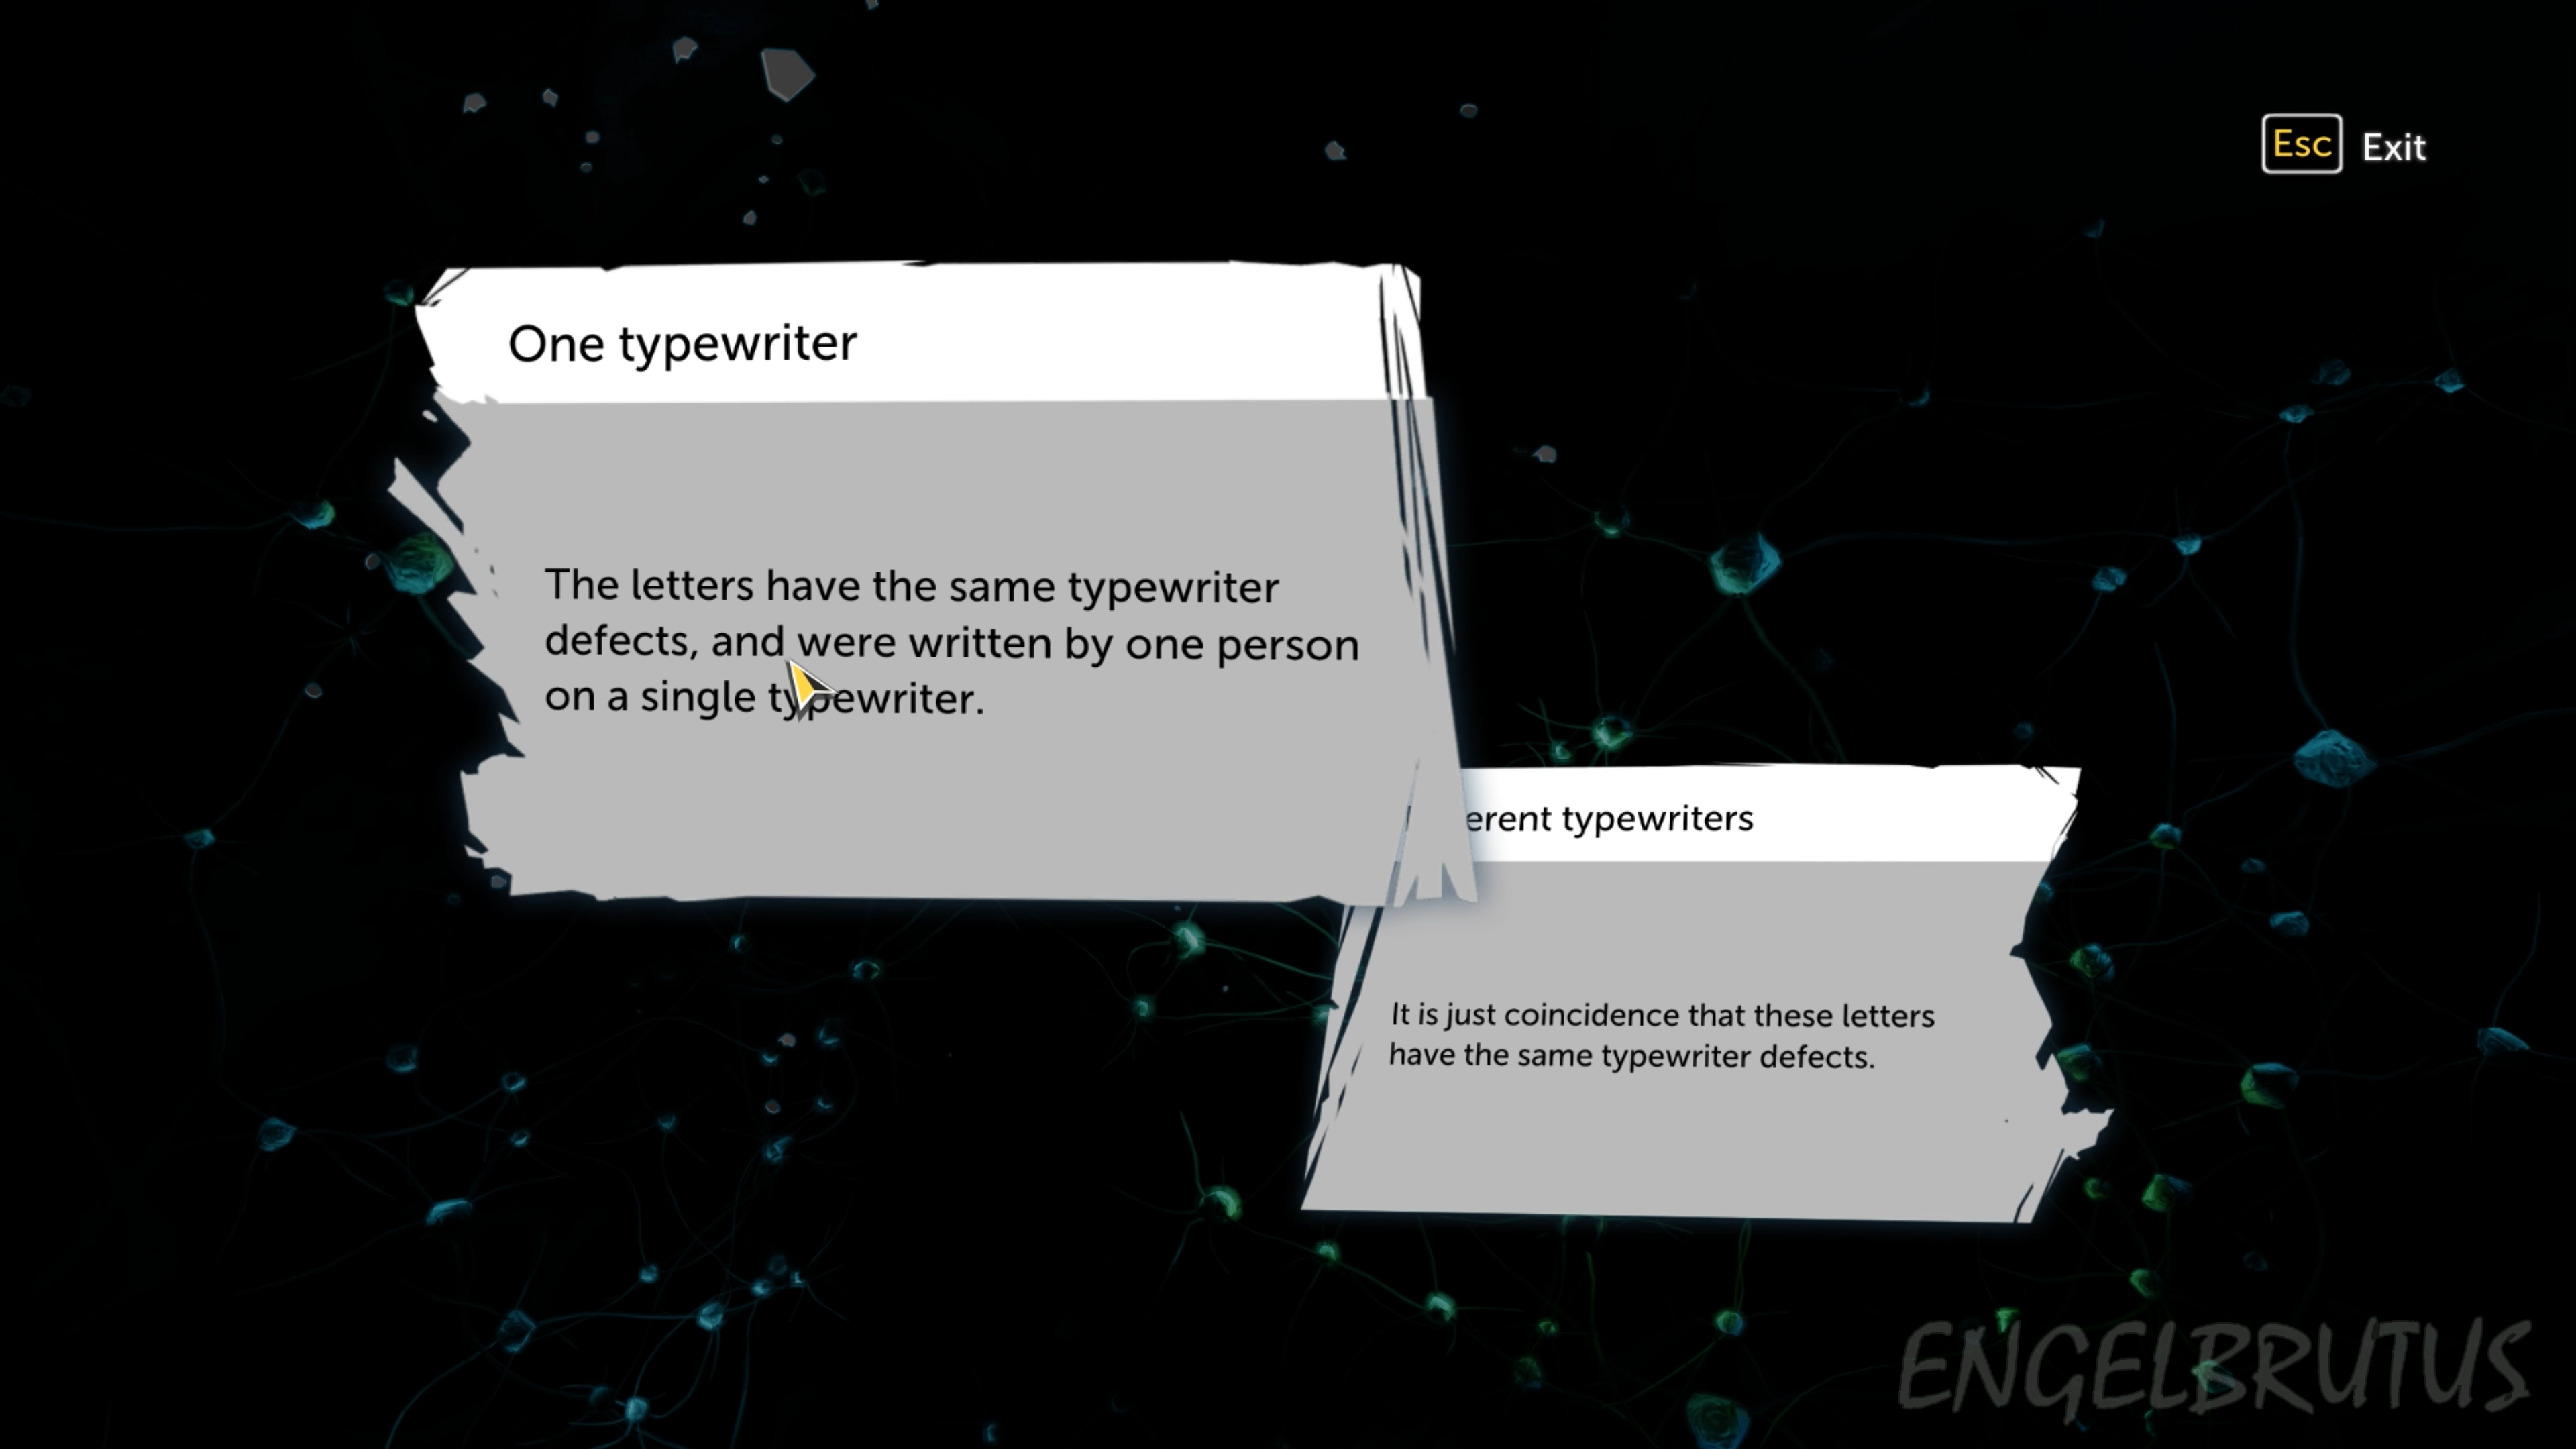 Esc Exit
One typewriter
The letters have the same typewriter
defects, and were written by one person
on a single typewriter.
erent typewriters
It is just coincidence that these letters
have the same typewriter defects.
ENGELBRUTUS